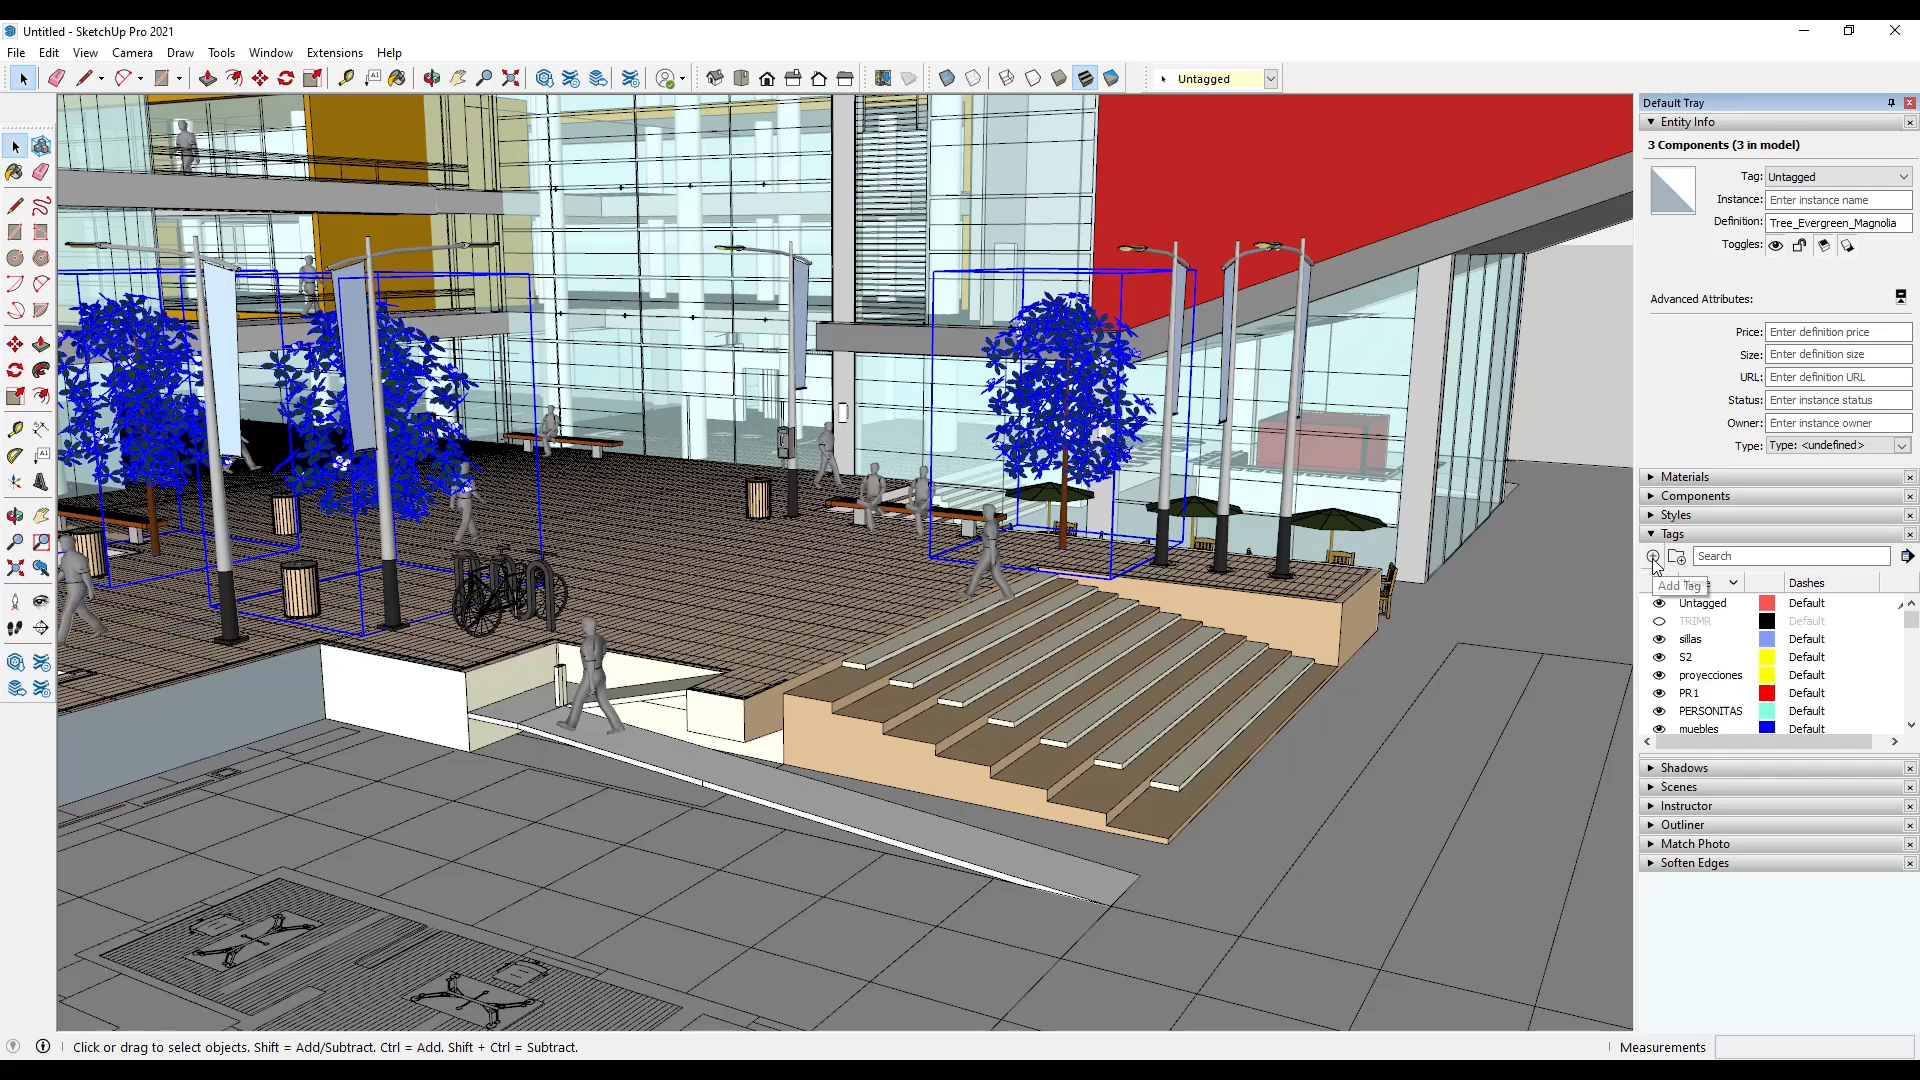 Untitled - SketchUp Pro 2021
File Edit View Camera Draw Tools Window Extensions Help
Untagged
Default Tray
Entity Info
3 Components (3 in model)
Tag: Untagged
Instance: Enter instance name
Definition: Tree_Evergreen_Magnolia
Toggles:
Advanced Attributes:
Price: Enter definition price
Size: Enter definition size
URL: Enter definition URL
Status: Enter instance status
Owner: Enter instance owner
Type: Type: <undefined>
Materials
Components
Styles
Tags
Search
Dashes
Add Tag
Untagged Default
TRIMR Default
sillas Default
S2 Default
proyecciones Default
PR1 Default
PERSONITAS Default
muebles Default
Shadows
Scenes
Instructor
Outliner
Match Photo
Soften Edges
Click or drag to select objects. Shift = Add/Subtract. Ctrl = Add. Shift + Ctrl = Subtract.
Measurements